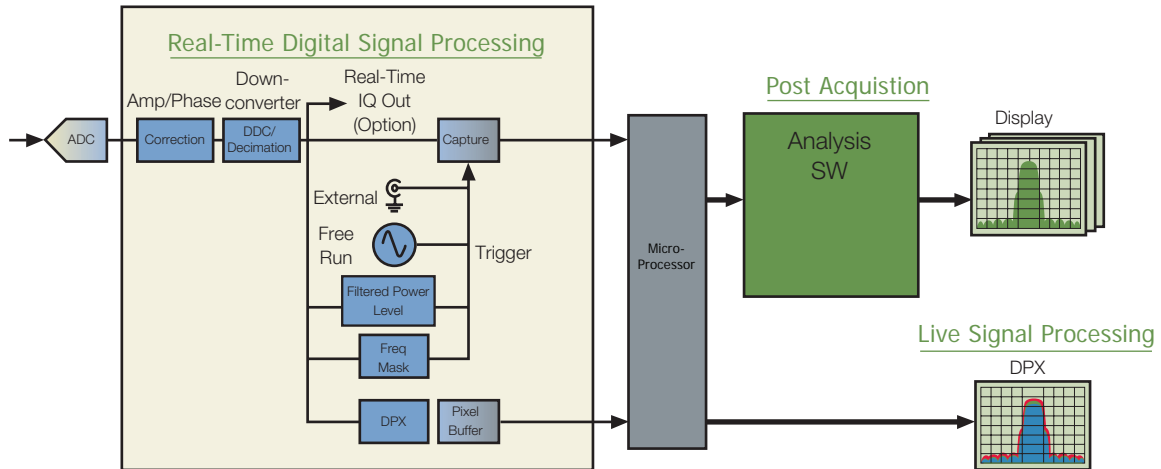 Real-Time Digital Signal Processing
Down-
converter
Real-Time
IQ Out
(Option)
Amp/Phase
ADC
Correction
DDC/
Decimation
Capture
External
Free
Run
Trigger
Filtered Power
Level
Freq
Mask
DPX
Pixel
Buffer
Micro-
Processor
Post Acquistion
Analysis
SW
Display
Live Signal Processing
DPX